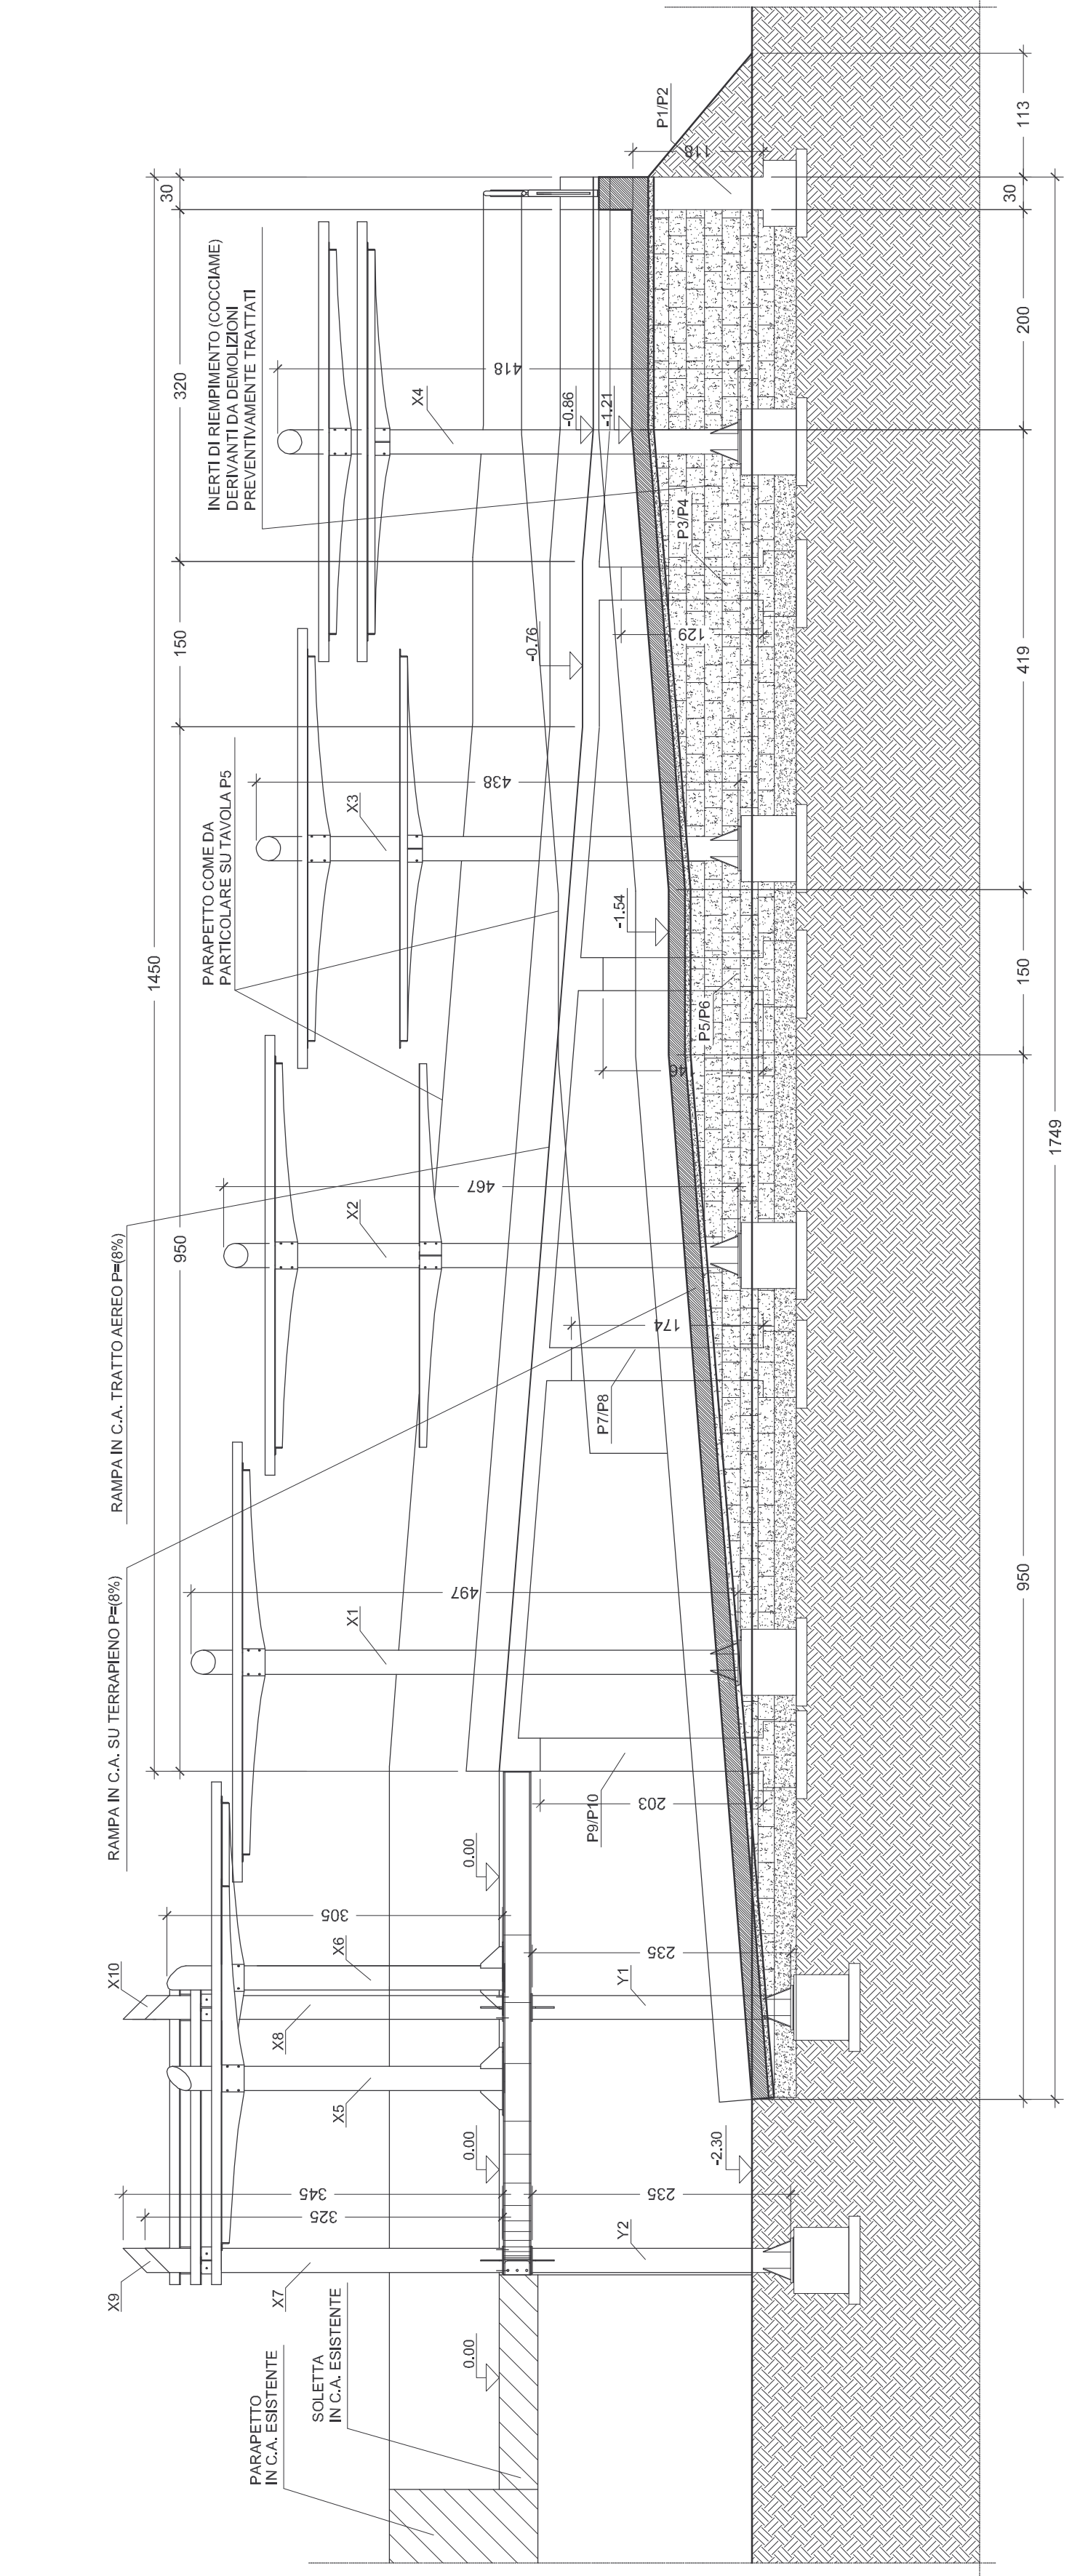 PARAPETTO
IN C.A. ESISTENTE
SOLETTA
IN C.A. ESISTENTE
RAMPA IN C.A. SU TERRAPIENO P=(8%)
RAMPA IN C.A. TRATTO AEREO P=(8%)
PARAPETTO COME DA
PARTICOLARE SU TAVOLA P5
INERTI DI RIEMPIMENTO (COCCIAME)
DERIVANTI DA DEMOLIZIONI
PREVENTIVAMENTE TRATTATI
1450
950
150
320
30
X9
X10
X7
X5
X8
X6
X1
X2
X3
X4
345
325
305
497
467
438
418
0.00
0.00
0.00
-0.76
-0.86
-1.21
-1.54
-2.30
Y2
Y1
235
235
P9/P10
203
P7/P8
174
P5/P6
46
P3/P4
129
P1/P2
118
950
150
419
200
30
113
1749